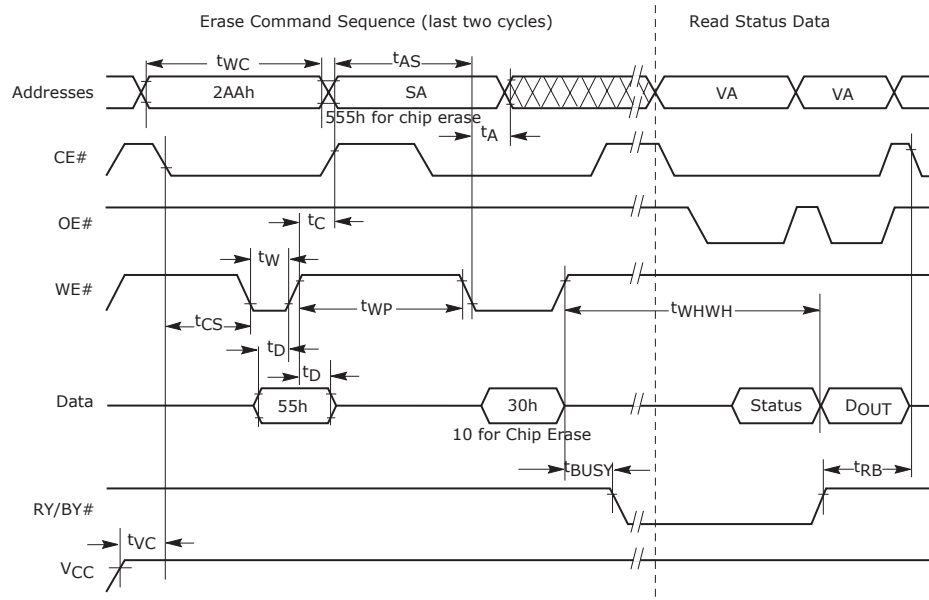 Erase Command Sequence (last two cycles)
Read Status Data
tWC
tAS
Addresses
2AAh
SA
VA
VA
555h for chip erase
tA
CE#
tC
OE#
tW
WE#
tWP
tWHWH
tCS
tD
tD
Data
55h
30h
Status
DOUT
10 for Chip Erase
tBUSY
tRB
RY/BY#
tVC
VCC